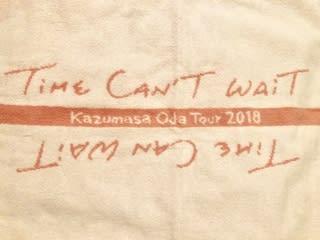 TIME CAN'T WAIT
Kazumasa Oda Tour 2018
TIME CAN WAIT